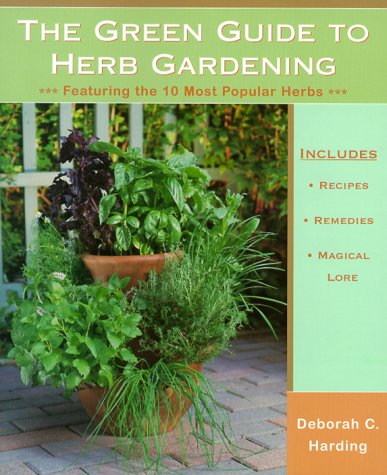 THE GREEN GUIDE TO
HERB GARDENING
*** Featuring the 10 Most Popular Herbs ***
INCLUDES
• RECIPES
• REMEDIES
• MAGICAL
LORE
Deborah C.
Harding